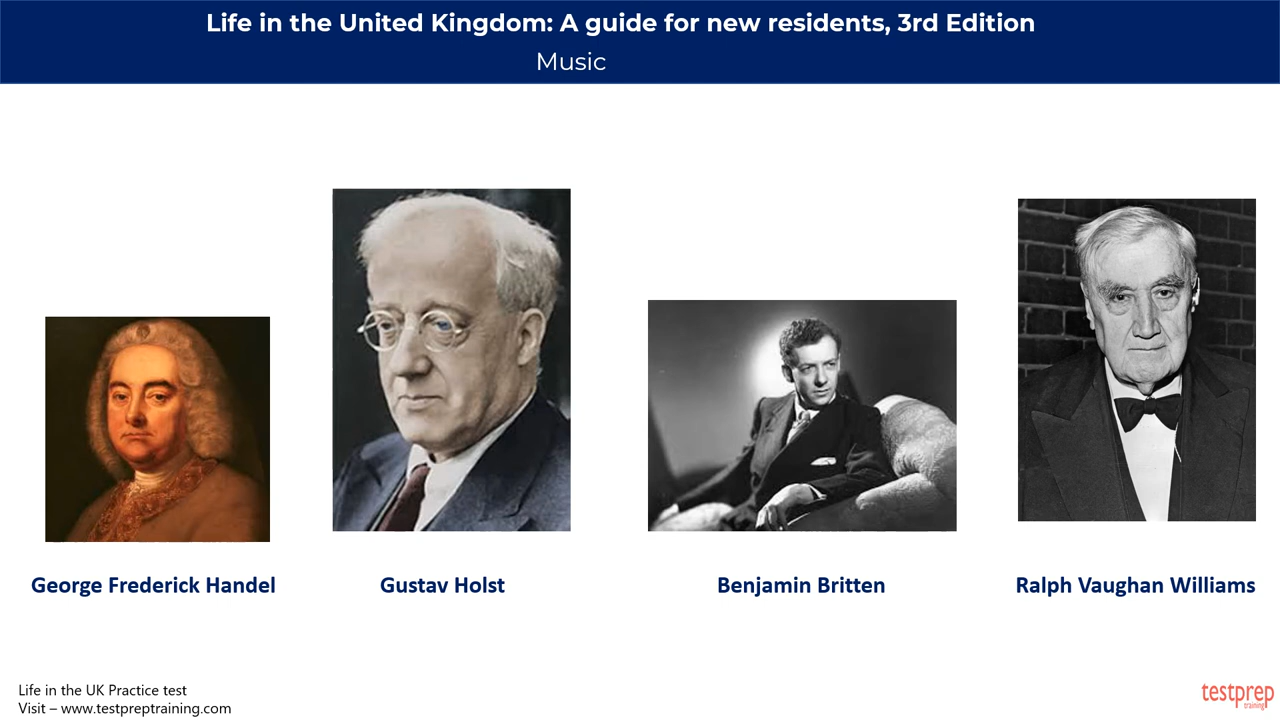 Life in the United Kingdom: A guide for new residents, 3rd Edition
Music
George Frederick Handel
Gustav Holst
Benjamin Britten
Ralph Vaughan Williams
Life in the UK Practice test
Visit – www.testpreptraining.com
testprep
training